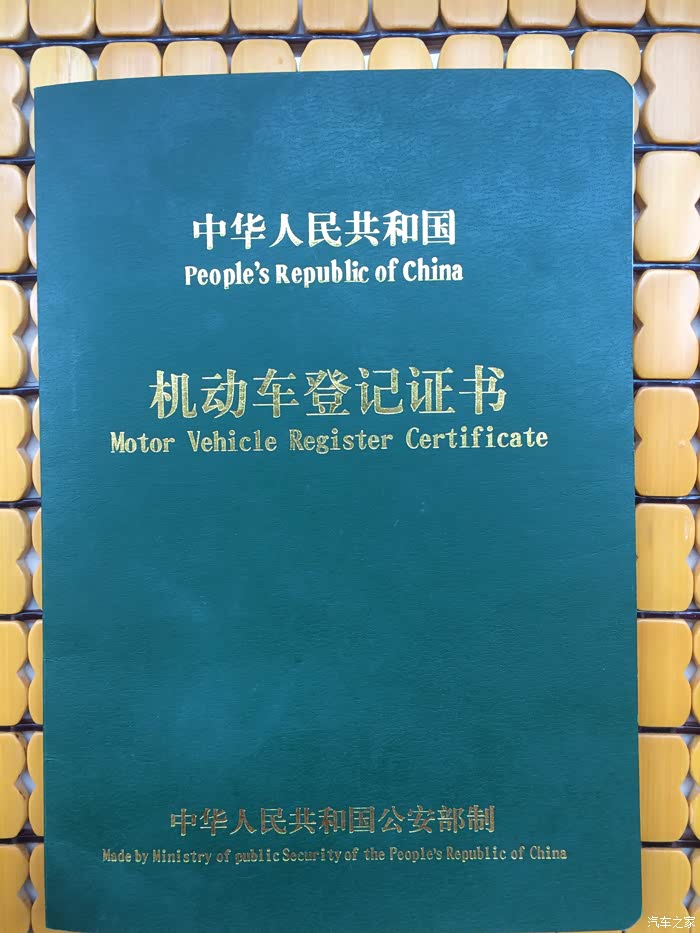 中华人民共和国
People's Republic of China
机动车登记证书
Motor Vehicle Register Certificate
中华人民共和国公安部制
Made by Ministry of public Security of the People's Republic of China
汽车之家